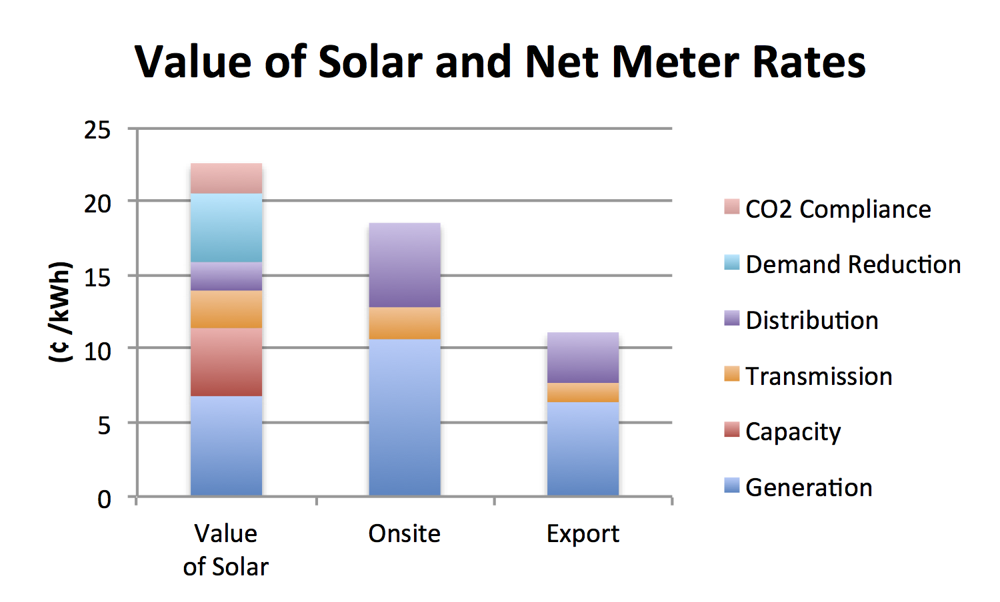 Value of Solar and Net Meter Rates
25
20
15
10
5
0
(¢ /kWh)
Value
of Solar
Onsite
Export
CO2 Compliance
Demand Reduction
Distribution
Transmission
Capacity
Generation